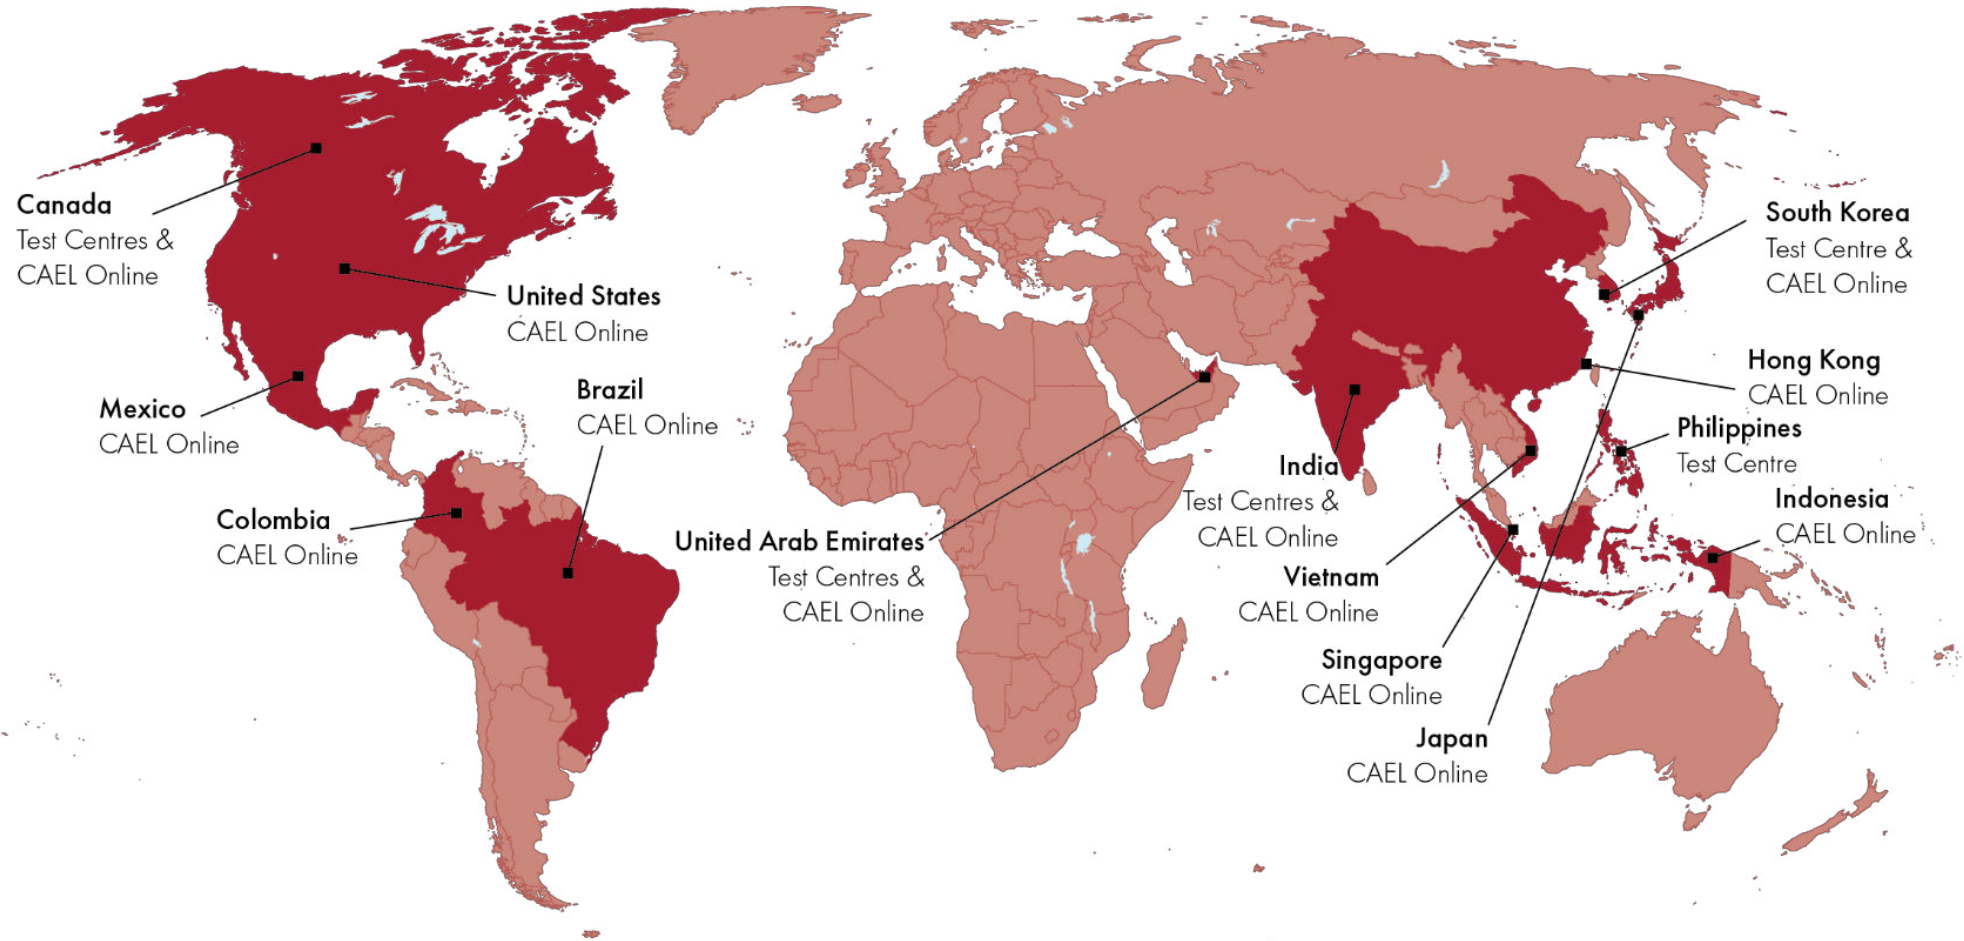 Canada
Test Centres &
CAEL Online
United States
CAEL Online
Mexico
CAEL Online
Brazil
CAEL Online
Colombia
CAEL Online
United Arab Emirates
Test Centres &
CAEL Online
India
Test Centres &
CAEL Online
Vietnam
CAEL Online
Singapore
CAEL Online
Japan
CAEL Online
South Korea
Test Centre &
CAEL Online
Hong Kong
CAEL Online
Philippines
Test Centre
Indonesia
CAEL Online